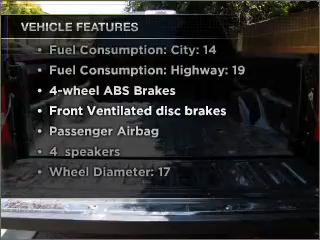 VEHICLE FEATURES
• Fuel Consumption: City: 14
• Fuel Consumption: Highway: 19
• 4-wheel ABS Brakes
• Front Ventilated disc brakes
• Passenger Airbag
• 4 speakers
• Wheel Diameter: 17